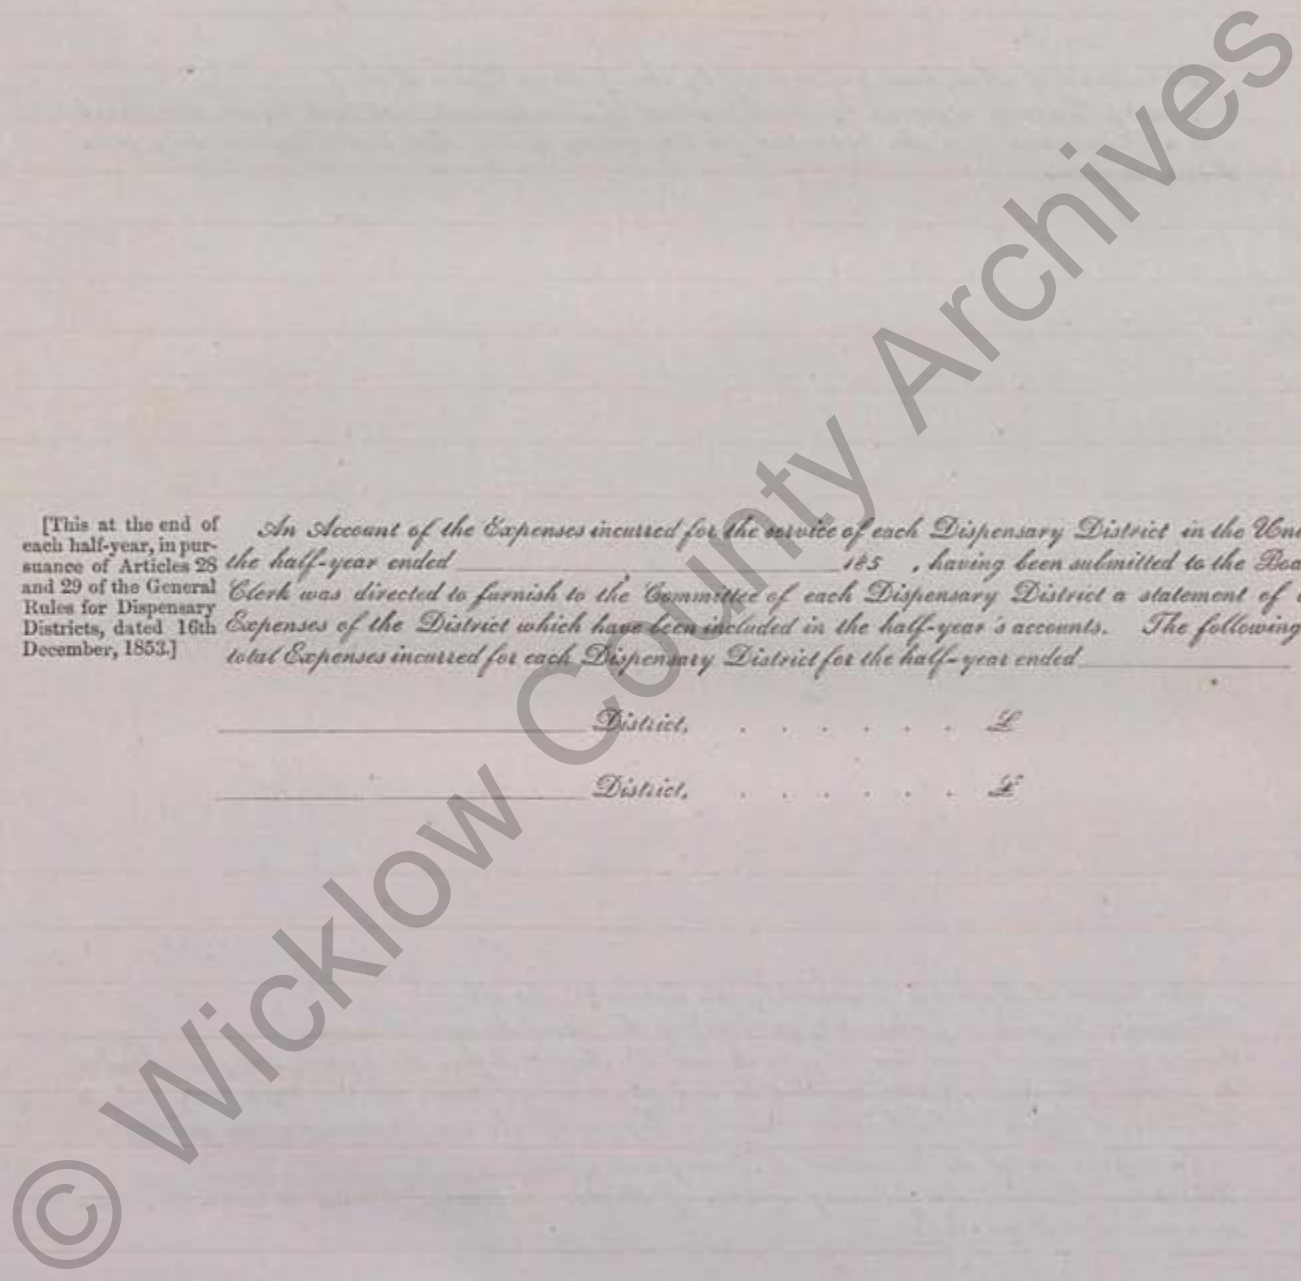 [This at the end of
each half-year, in pur-
suance of Articles 28
and 29 of the General
Rules for Dispensary
Districts, dated 16th
December, 1853.]
An Account of the Expenses incurred for the service of each Dispensary District in the
the half-year ended 185 , having been submitted to the
Clerk was directed to furnish to the Committee of each Dispensary District a statement of
Expenses of the District which have been included in the half-year's accounts. The following
total Expenses incurred for each Dispensary District for the half-year ended
District, . . . . . . £
District, . . . . . . £
© Wicklow County Archives